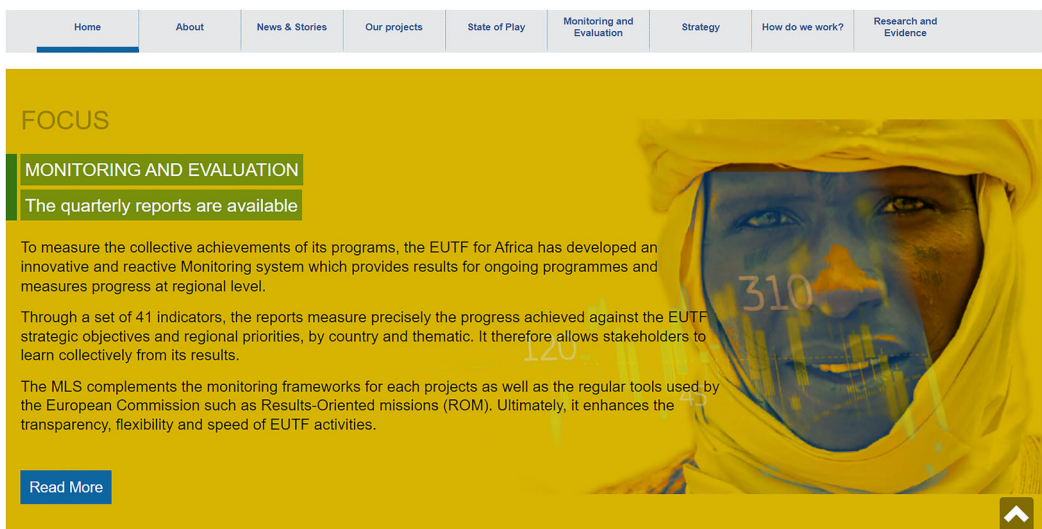 Home
About
News & Stories
Our projects
State of Play
Monitoring and
Evaluation
Strategy
How do we work?
Research and
Evidence
FOCUS
MONITORING AND EVALUATION
The quarterly reports are available
To measure the collective achievements of its programs, the EUTF for Africa has developed an
innovative and reactive Monitoring system which provides results for ongoing programmes and
measures progress at regional level.
Through a set of 41 indicators, the reports measure precisely the progress achieved against the EUTF
strategic objectives and regional priorities, by country and thematic. It therefore allows stakeholders to
learn collectively from its results.
The MLS complements the monitoring frameworks for each projects as well as the regular tools used by
the European Commission such as Results-Oriented missions (ROM). Ultimately, it enhances the
transparency, flexibility and speed of EUTF activities.
Read More
310
120
45